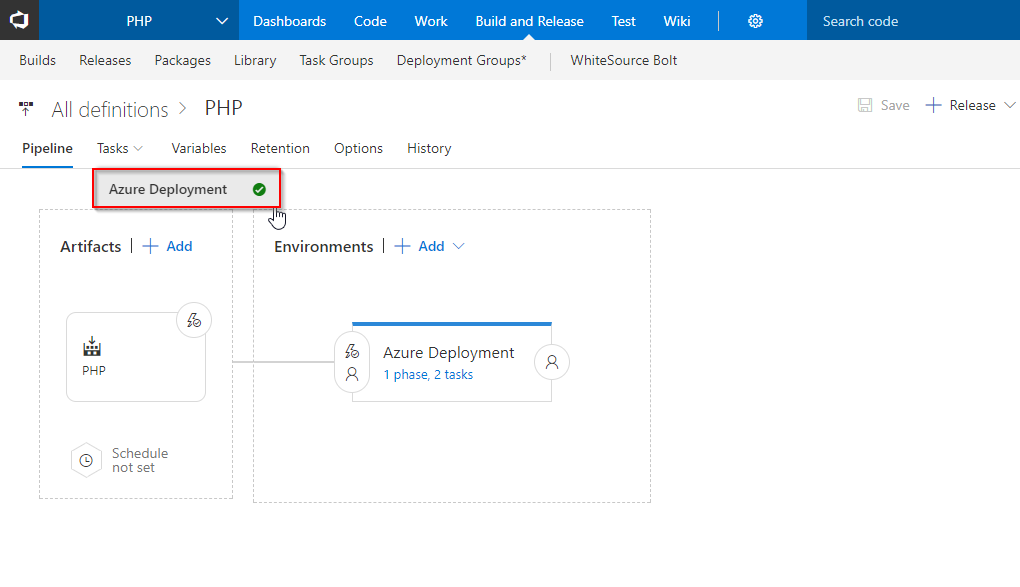 PHP Dashboards Code Work Build and Release Test Wiki Search code
Builds Releases Packages Library Task Groups Deployment Groups* WhiteSource Bolt
All definitions > PHP Save + Release
Pipeline Tasks Variables Retention Options History
Azure Deployment
Artifacts | + Add Environments | + Add
Azure Deployment
1 phase, 2 tasks
PHP
Schedule
not set